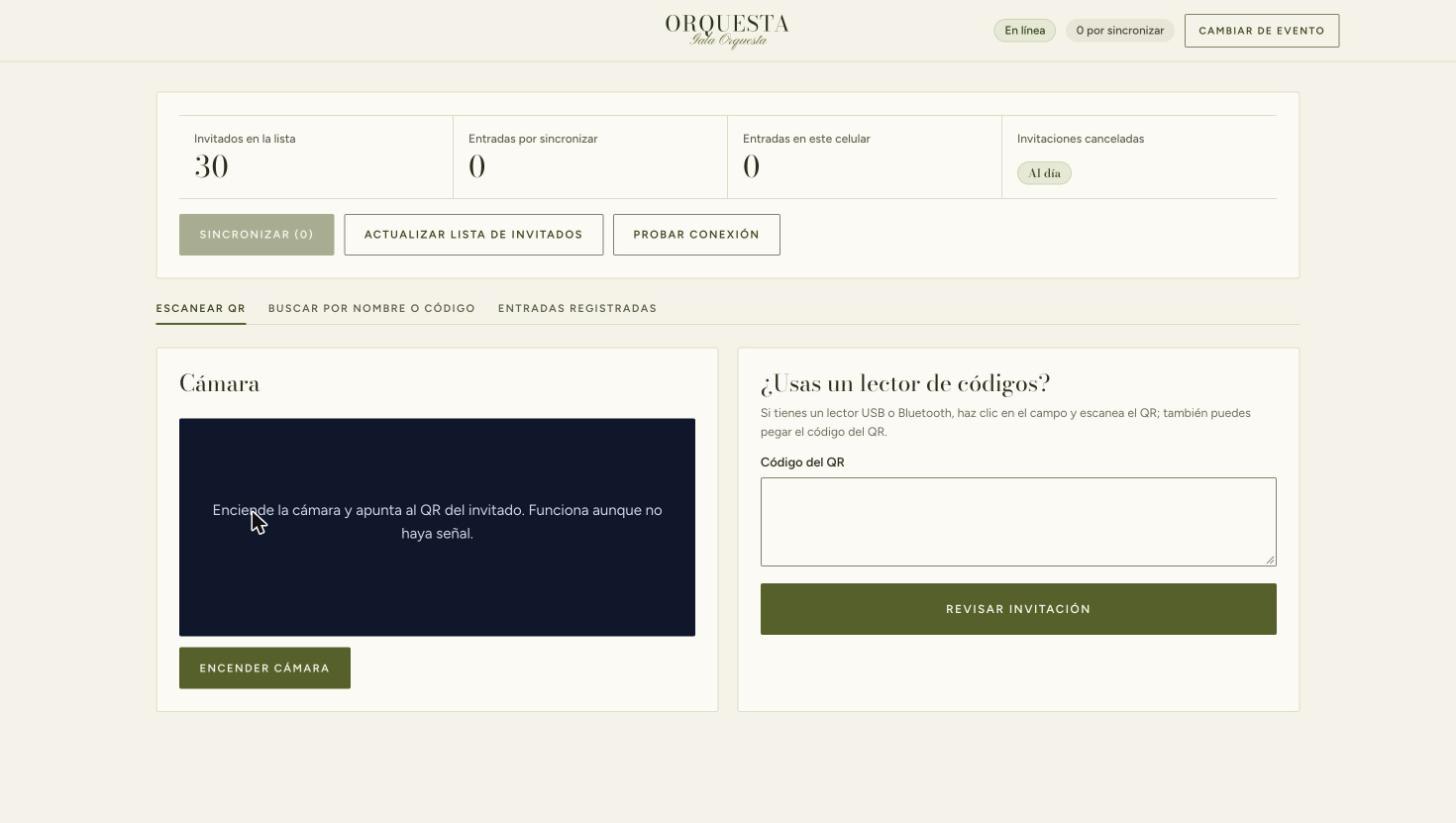 ORQUESTA
Gala Orquesta
En línea
0 por sincronizar
CAMBIAR DE EVENTO
Invitados en la lista
30
Entradas por sincronizar
0
Entradas en este celular
0
Invitaciones canceladas
Al día
SINCRONIZAR (0)
ACTUALIZAR LISTA DE INVITADOS
PROBAR CONEXIÓN
ESCANEAR QR
BUSCAR POR NOMBRE O CÓDIGO
ENTRADAS REGISTRADAS
Cámara
Enciende la cámara y apunta al QR del invitado. Funciona aunque no
haya señal.
ENCENDER CÁMARA
¿Usas un lector de códigos?
Si tienes un lector USB o Bluetooth, haz clic en el campo y escanea el QR; también puedes
pegar el código del QR.
Código del QR
REVISAR INVITACIÓN